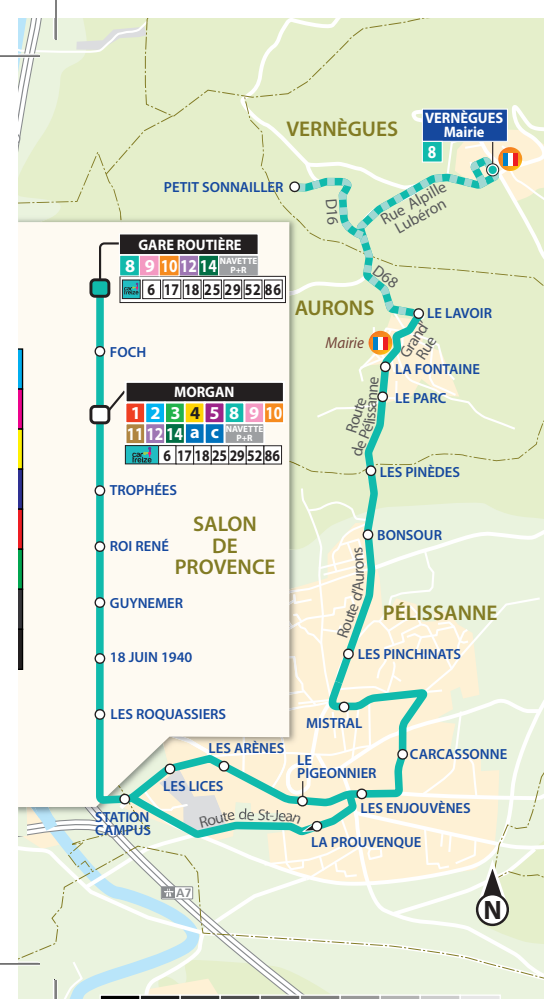 VERNÈGUES
VERNÈGUES
Mairie
8
PETIT SONNAILLER
D16
Rue Alpille
Lubéron
D68
GARE ROUTIÈRE
8 9 10 12 14 NAVETTE P+R
car treize 6 17 18 25 29 52 86
AURONS
LE LAVOIR
Mairie
Grand'
Rue
FOCH
LA FONTAINE
MORGAN
LE PARC
1 2 3 4 5 8 9 10
11 12 14 a c NAVETTE P+R
car treize 6 17 18 25 29 52 86
Route
de Pélissanne
LES PINÈDES
TROPHÉES
SALON
DE
PROVENCE
BONSOUR
ROI RENÉ
Route d'Aurons
GUYNEMER
PÉLISSANNE
18 JUIN 1940
LES PINCHINATS
LES ROQUASSIERS
MISTRAL
LES ARÈNES
CARCASSONNE
LE
PIGEONNIER
LES LICES
LES ENJOUVÈNES
STATION
CAMPUS
Route de St-Jean
LA PROUVENQUE
A7
N